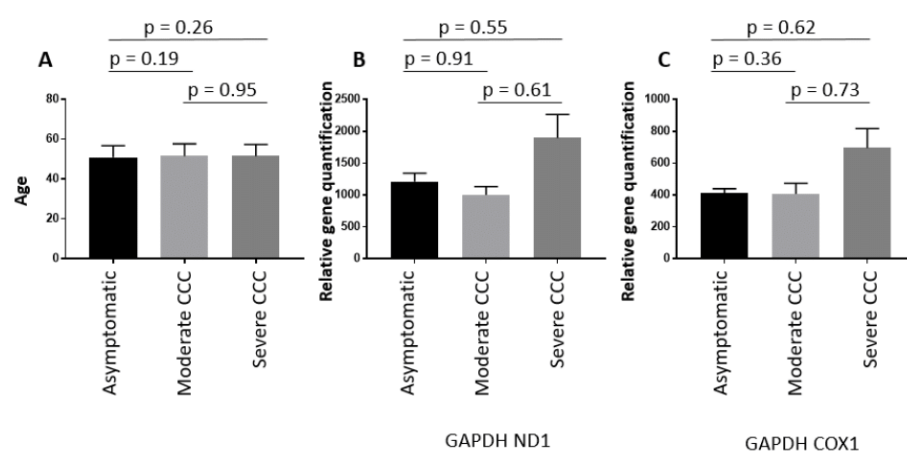 A
p = 0.26
p = 0.19
p = 0.95
Age
80
60
40
20
0
Asymptomatic
Moderate CCC
Severe CCC
B
p = 0.55
p = 0.91
p = 0.61
Relative gene quantification
2500
2000
1500
1000
500
0
Asymptomatic
Moderate CCC
Severe CCC
GAPDH ND1
C
p = 0.62
p = 0.36
p = 0.73
Relative gene quantification
1000
800
600
400
200
0
Asymptomatic
Moderate CCC
Severe CCC
GAPDH COX1